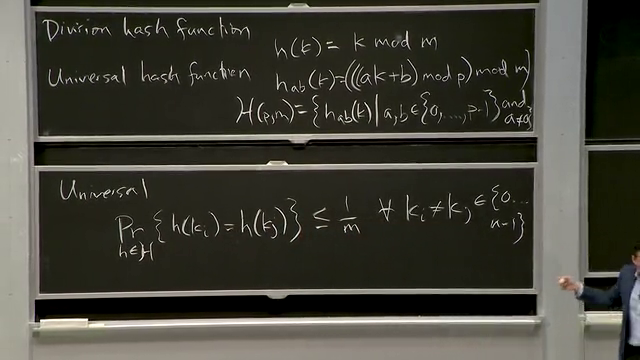 Division hash function h(k) = k mod m
Universal hash function h_ab(k) = (((ak+b) mod p) mod m)
H(p,m) = {h_ab(k) | a,b ∈ {0,...,p-1} and a≠0}
Universal
Pr_{h∈H} {h(k_i) = h(k_j)} ≤ 1/m ∀ k_i ≠ k_j ∈ {0... u-1}